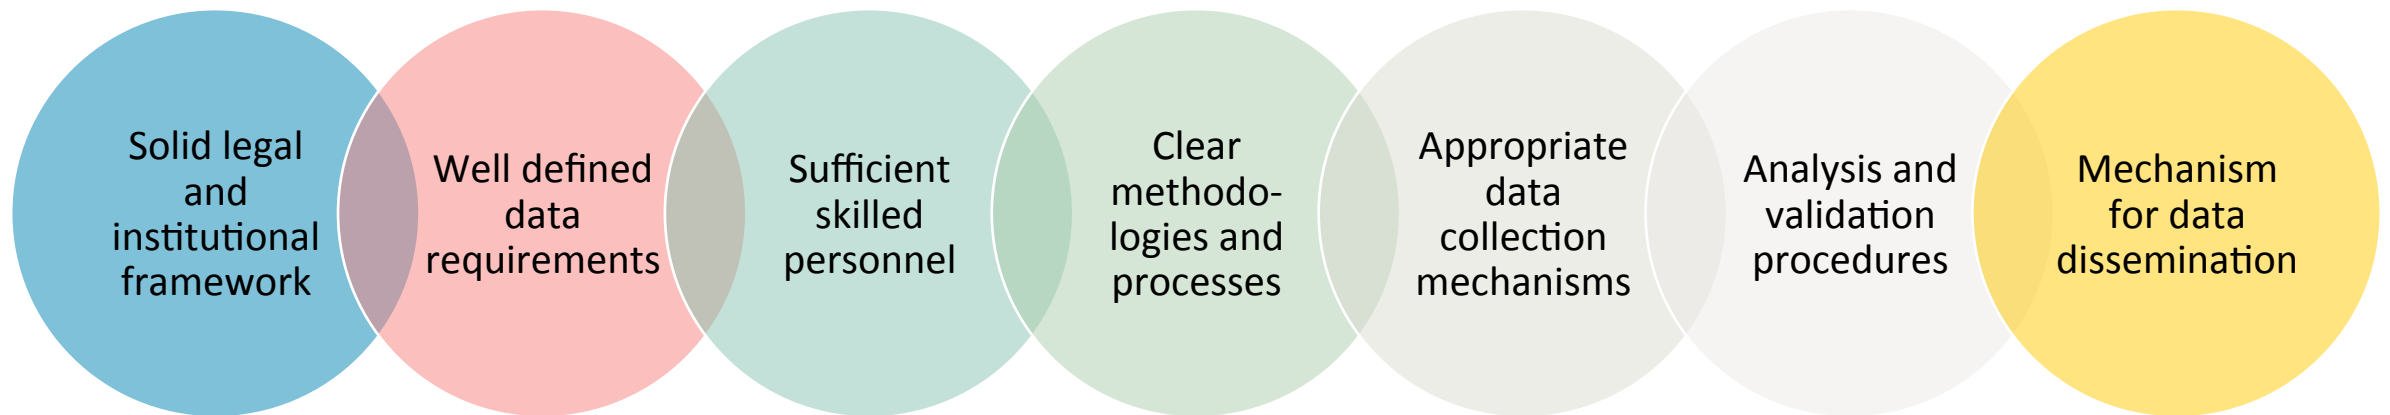 Solid legal
and
institutional
framework
Well defined
data
requirements
Sufficient
skilled
personnel
Clear
methodo-
logies and
processes
Appropriate
data
collection
mechanisms
Analysis and
validation
procedures
Mechanism
for data
dissemination